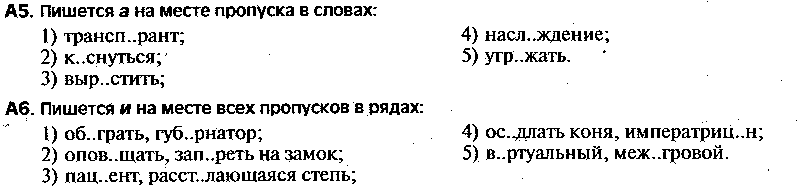 А5. Пишется а на месте пропуска в словах:
1) трансп..рант;
2) к..снуться;
3) выр..стить;
4) насл..ждение;
5) угр..жать.
А6. Пишется и на месте всех пропусков в рядах:
1) об..грать, губ..рнатор;
2) опов..щать, зап..реть на замок;
3) пац..ент, расст..лающаяся степь;
4) ос..длать коня, императриц..н;
5) в..ртуальный, меж..гровой.